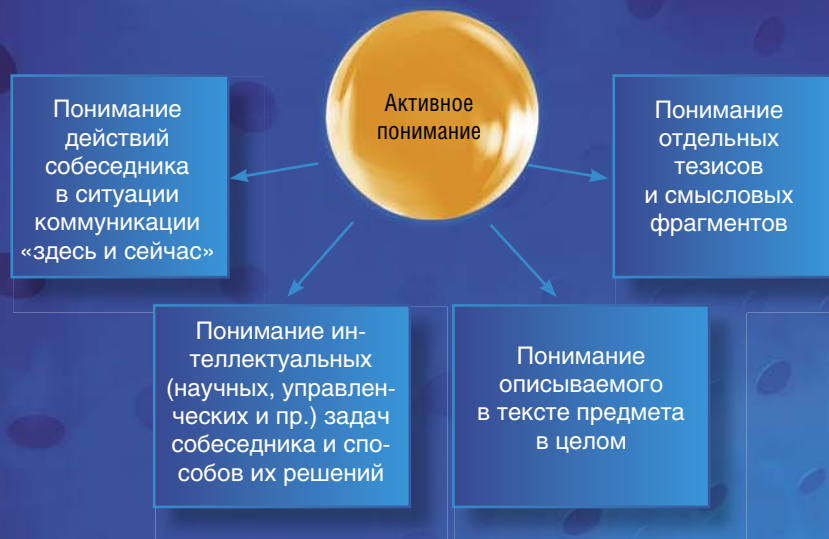 Активное
понимание
Понимание
действий
собеседника
в ситуации
коммуникации
«здесь и сейчас»
Понимание
отдельных
тезисов
и смысловых
фрагментов
Понимание ин-
теллектуальных
(научных, управлен-
ческих и пр.) задач
собеседника и спо-
собов их решений
Понимание
описываемого
в тексте предмета
в целом